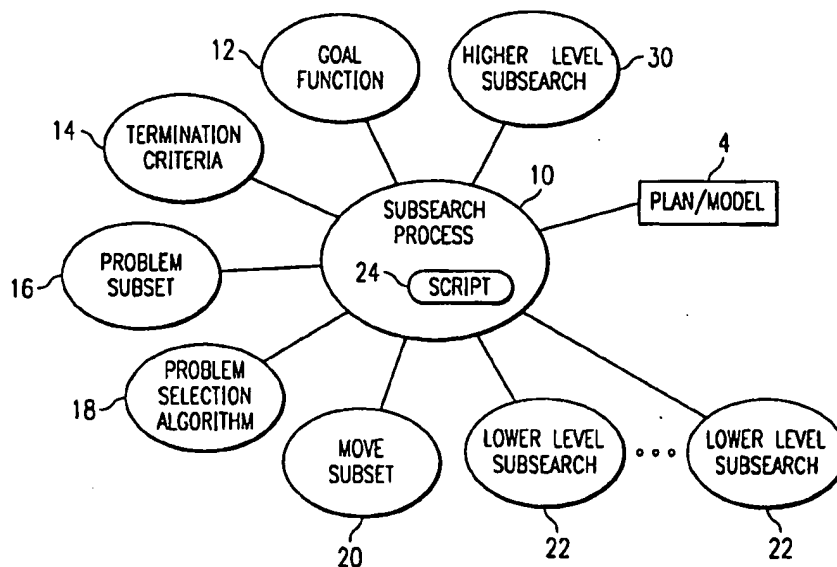 12
GOAL
FUNCTION
HIGHER LEVEL
SUBSEARCH
30
14
TERMINATION
CRITERIA
4
PLAN/MODEL
10
SUBSEARCH
PROCESS
24
SCRIPT
16
PROBLEM
SUBSET
18
PROBLEM
SELECTION
ALGORITHM
MOVE
SUBSET
20
LOWER LEVEL
SUBSEARCH
22
LOWER LEVEL
SUBSEARCH
22